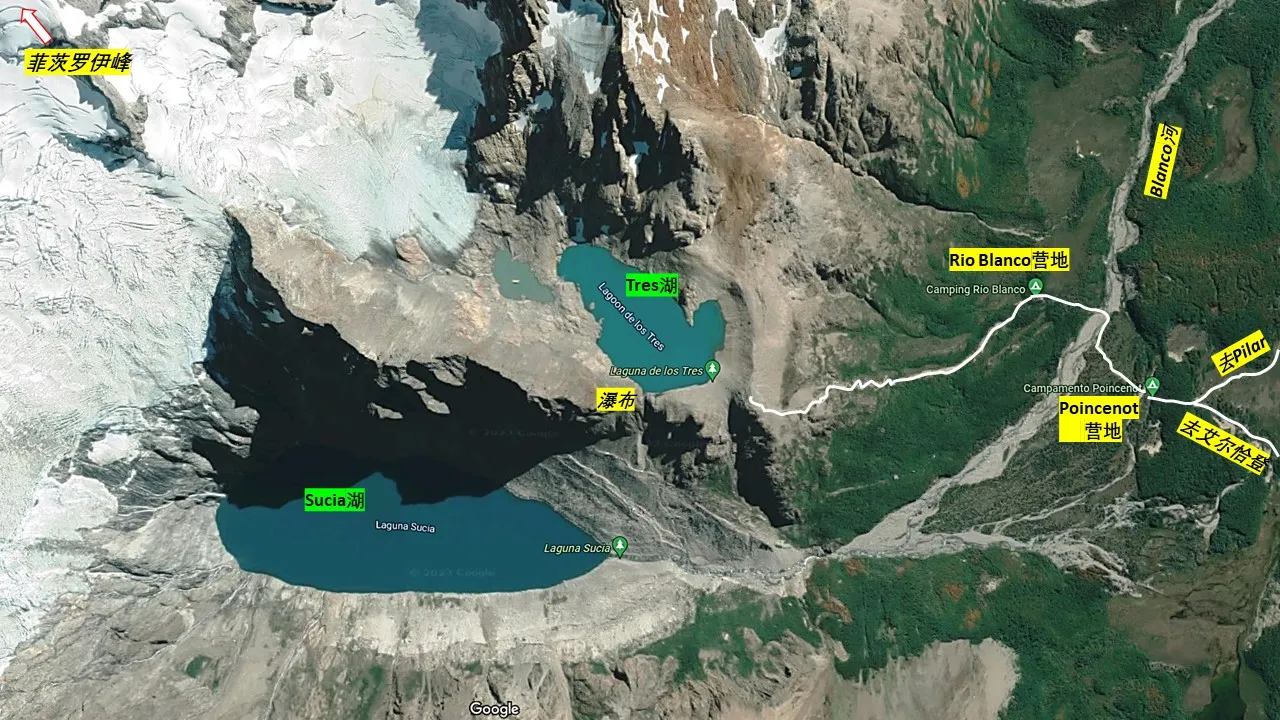 菲茨罗伊峰
Blanco河
Rio Blanco营地
Camping Rio Blanco
Tres湖
Lagoon de los Tres
Laguna de los Tres
去Pilar
Campamento Poincenot
瀑布
Poincenot
营地
去艾尔恰登
© 2023 Google
Sucia湖
Laguna Sucia
Laguna Sucia
© 2023 Google
Google